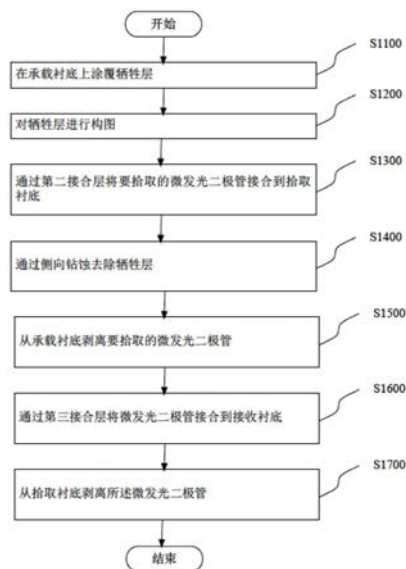 开始
S1100
在承载衬底上涂覆牺牲层
S1200
对牺牲层进行构图
S1300
通过第二接合层将要拾取的微发光二极管接合到拾取
衬底
S1400
通过侧向钻蚀去除牺牲层
S1500
从承载衬底剥离要拾取的微发光二极管
S1600
通过第三接合层将微发光二极管接合到接收衬底
S1700
从拾取衬底剥离所述微发光二极管
结束